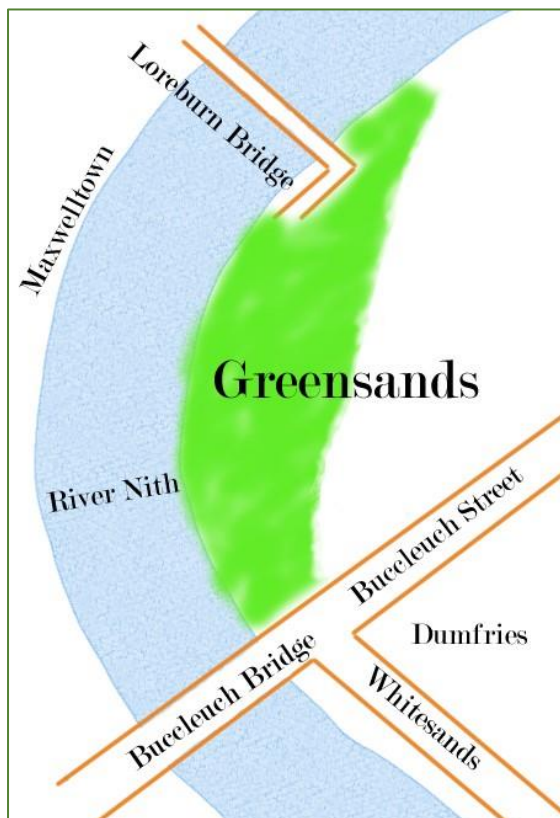 Loreburn Bridge
Maxwelltown
Greensands
River Nith
Buccleuch Street
Dumfries
Buccleuch Bridge
Whitesands